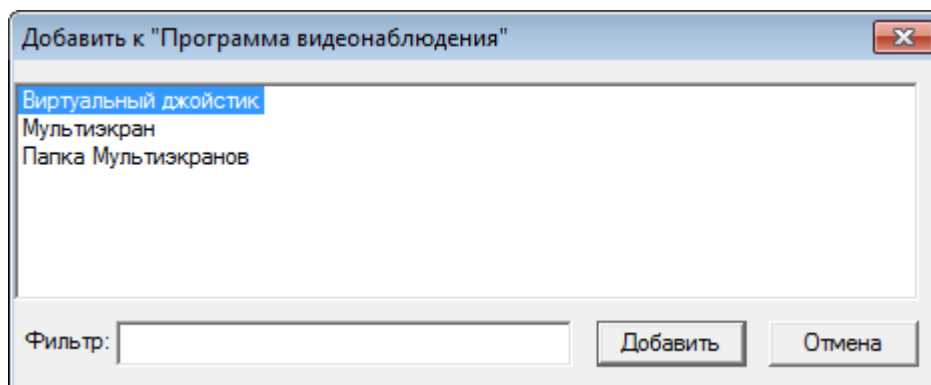 Добавить к "Программа видеонаблюдения"
Виртуальный джойстик
Мультиэкран
Папка Мультиэкранов
Фильтр:
Добавить
Отмена